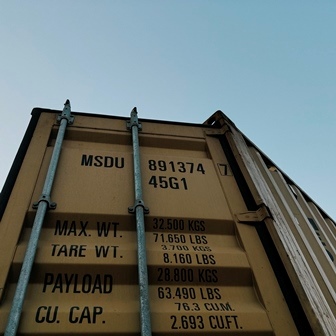 MSDU 891374 7
45G1
MAX. WT. 32.500 KGS
71.650 LBS
TARE WT. 3.700 KGS
8.160 LBS
PAYLOAD 28.800 KGS
63.490 LBS
CU. CAP. 76.3 CU.M.
2.693 CU.FT.